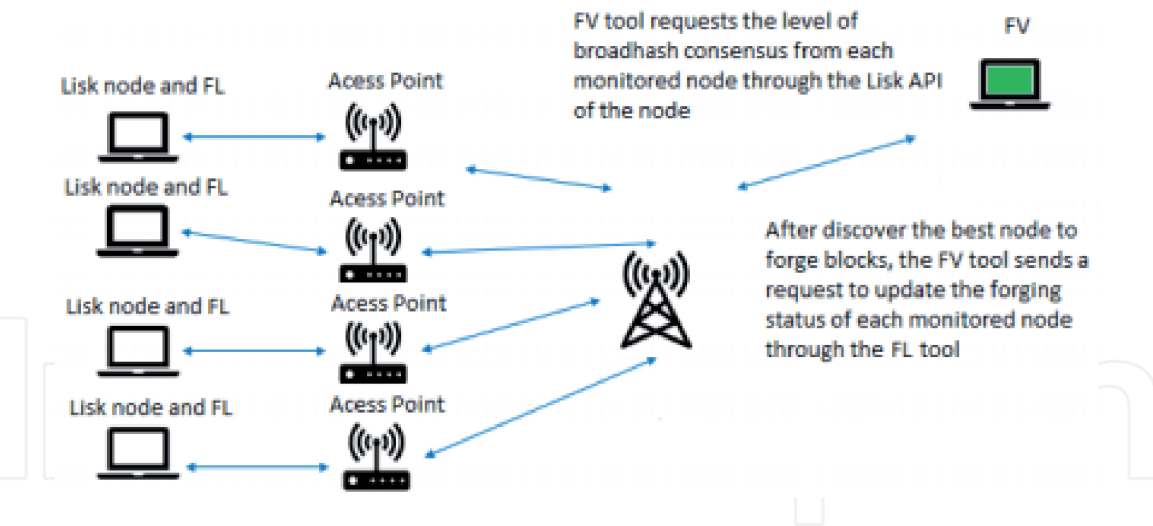 FV tool requests the level of
broadhash consensus from each
monitored node through the Lisk API
of the node
FV
Lisk node and FL
Acess Point
Lisk node and FL
Acess Point
After discover the best node to
forge blocks, the FV tool sends a
request to update the forging
status of each monitored node
through the FL tool
Lisk node and FL
Acess Point
Lisk node and FL
Acess Point